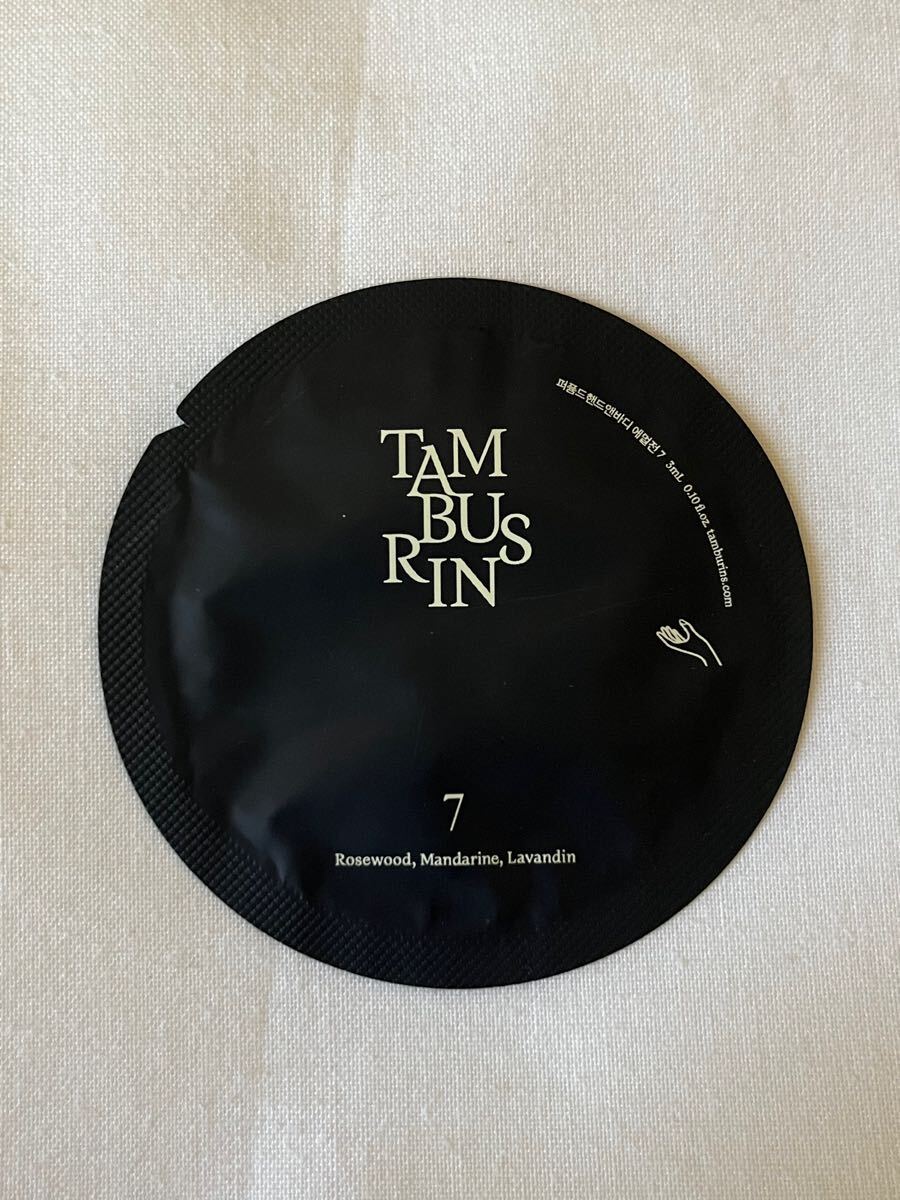 TAM
BUS
RIN
퍼퓸드핸드앤바디 에멀전 7 3mL 0.10 fl.oz tamburins.com
7
Rosewood, Mandarine, Lavandin